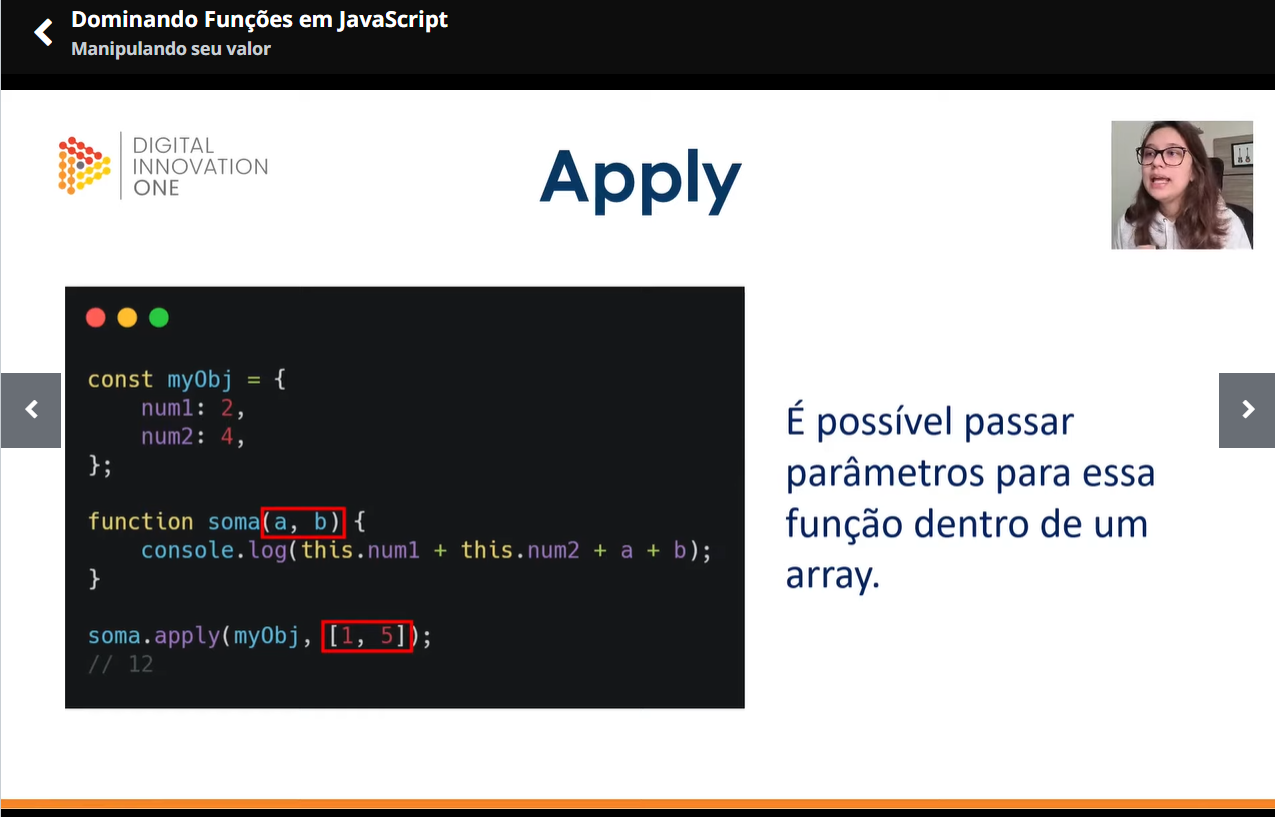 Dominando Funções em JavaScript
Manipulando seu valor
DIGITAL
INNOVATION
ONE
Apply
const myObj = {
    num1: 2,
    num2: 4,
};
function soma(a, b) {
    console.log(this.num1 + this.num2 + a + b);
}
soma.apply(myObj, [1, 5]);
// 12
É possível passar
parâmetros para essa
função dentro de um
array.